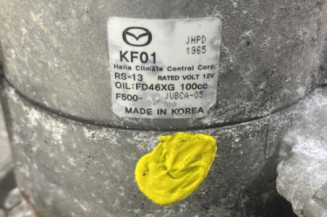 JHPD
KF01 1965
Halla Climate Control Corp.
RS-13 RATED VOLT 12V
OIL:FD46XG 100cc
F500- JUBCA-05
MADE IN KOREA